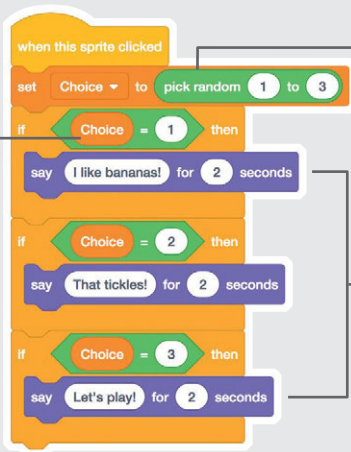 when this sprite clicked
set Choice to pick random 1 to 3
if Choice = 1 then
say I like bananas! for 2 seconds
if Choice = 2 then
say That tickles! for 2 seconds
if Choice = 3 then
say Let's play! for 2 seconds